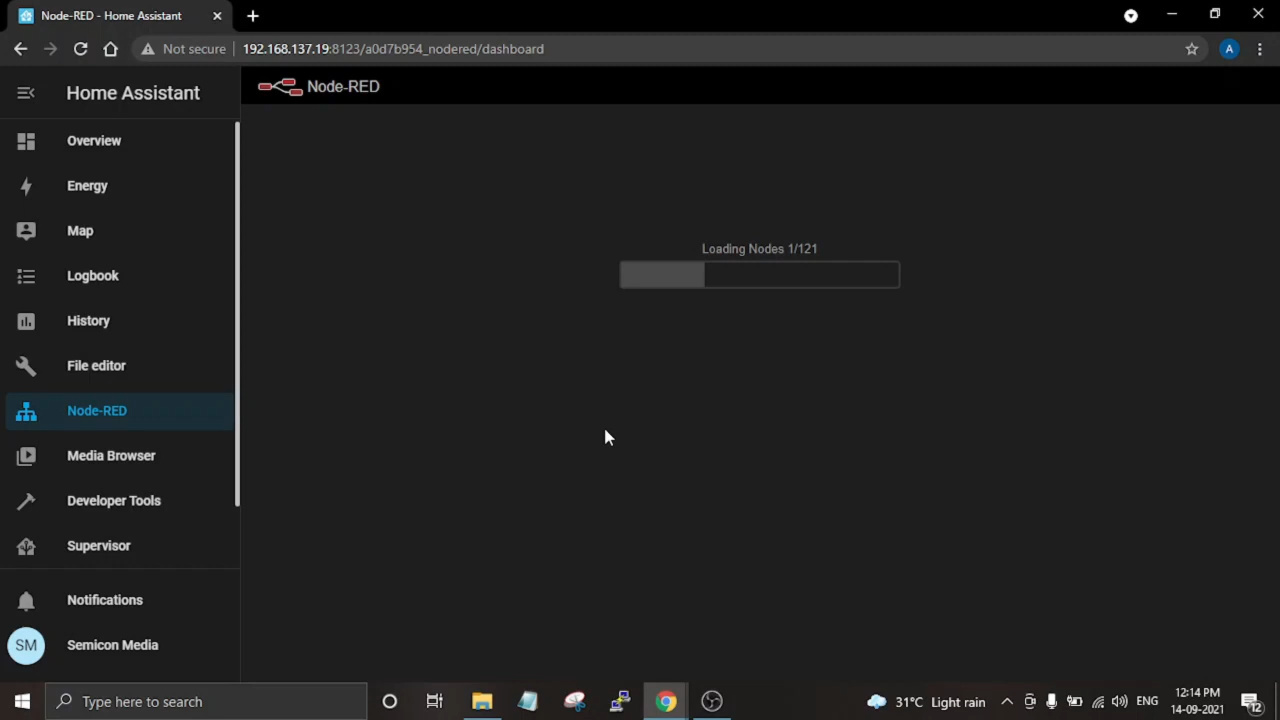 Node-RED - Home Assistant
Not secure
192.168.137.19:8123/a0d7b954_nodered/dashboard
A
Home Assistant
Node-RED
Overview
Energy
Map
Logbook
History
File editor
Node-RED
Media Browser
Developer Tools
Supervisor
Notifications
SM
Semicon Media
Loading Nodes 1/121
Type here to search
31°C Light rain
ENG
12:14 PM
14-09-2021
12